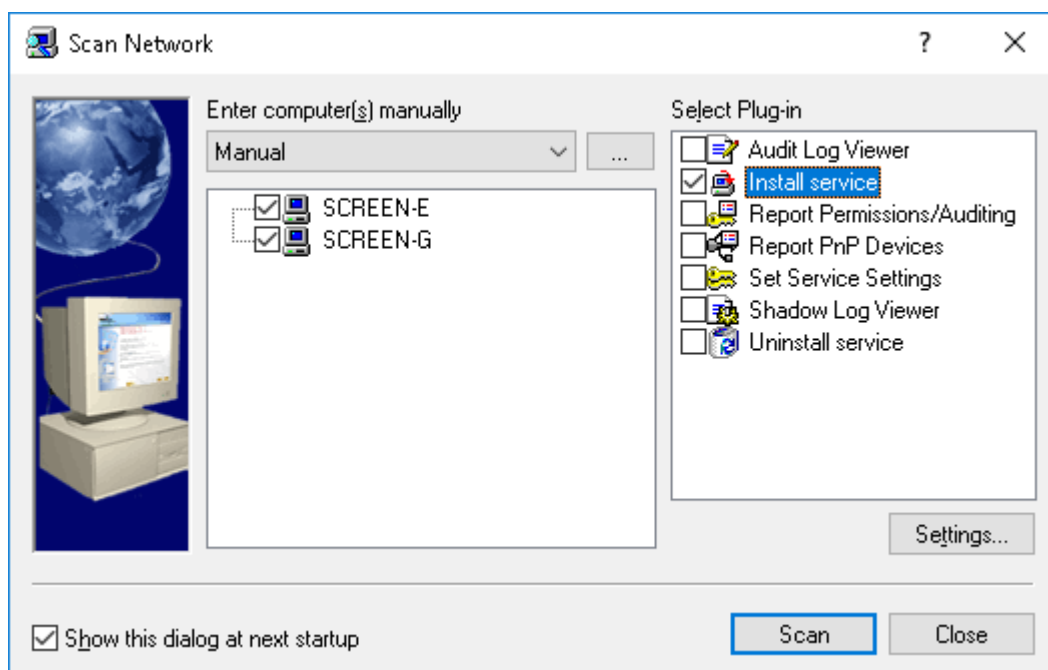 Scan Network
?
Enter computer(s) manually
Manual
...
SCREEN-E
SCREEN-G
Select Plug-in
Audit Log Viewer
Install service
Report Permissions/Auditing
Report PnP Devices
Set Service Settings
Shadow Log Viewer
Uninstall service
Settings...
Show this dialog at next startup
Scan
Close